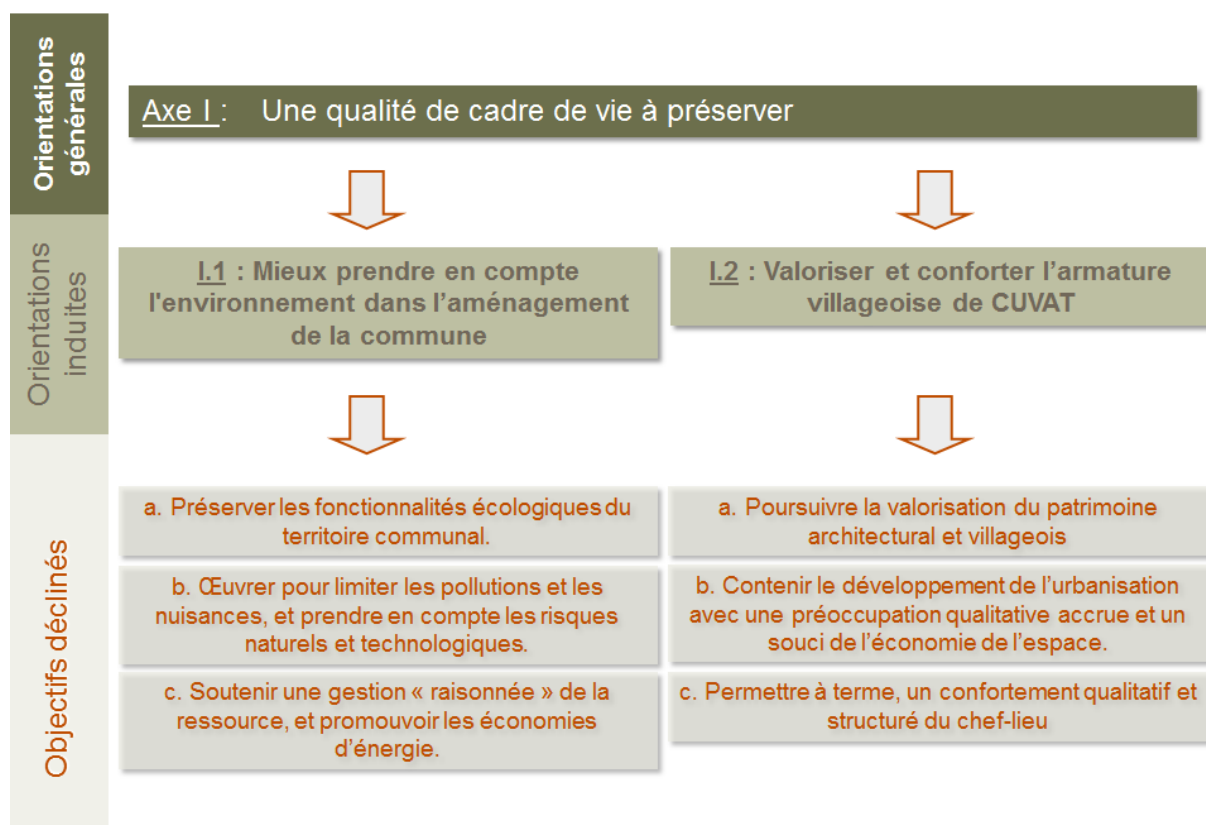 Orientations
générales
Axe I : Une qualité de cadre de vie à préserver
Orientations
induites
I.1 : Mieux prendre en compte
l'environnement dans l’aménagement
de la commune
I.2 : Valoriser et conforter l’armature
villageoise de CUVAT
Objectifs déclinés
a. Préserver les fonctionnalités écologiques du
territoire communal.
b. Œuvrer pour limiter les pollutions et les
nuisances, et prendre en compte les risques
naturels et technologiques.
c. Soutenir une gestion « raisonnée » de la
ressource, et promouvoir les économies
d’énergie.
a. Poursuivre la valorisation du patrimoine
architectural et villageois
b. Contenir le développement de l’urbanisation
avec une préoccupation qualitative accrue et un
souci de l’économie de l’espace.
c. Permettre à terme, un confortement qualitatif et
structuré du chef-lieu